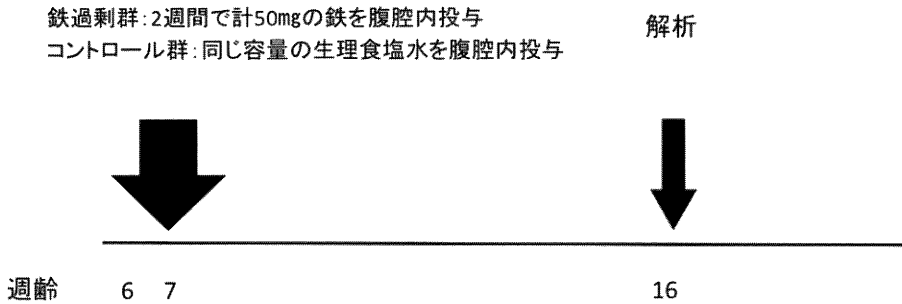 鉄過剰群:2週間で計50mgの鉄を腹腔内投与
コントロール群:同じ容量の生理食塩水を腹腔内投与
解析
週齢 6 7 16